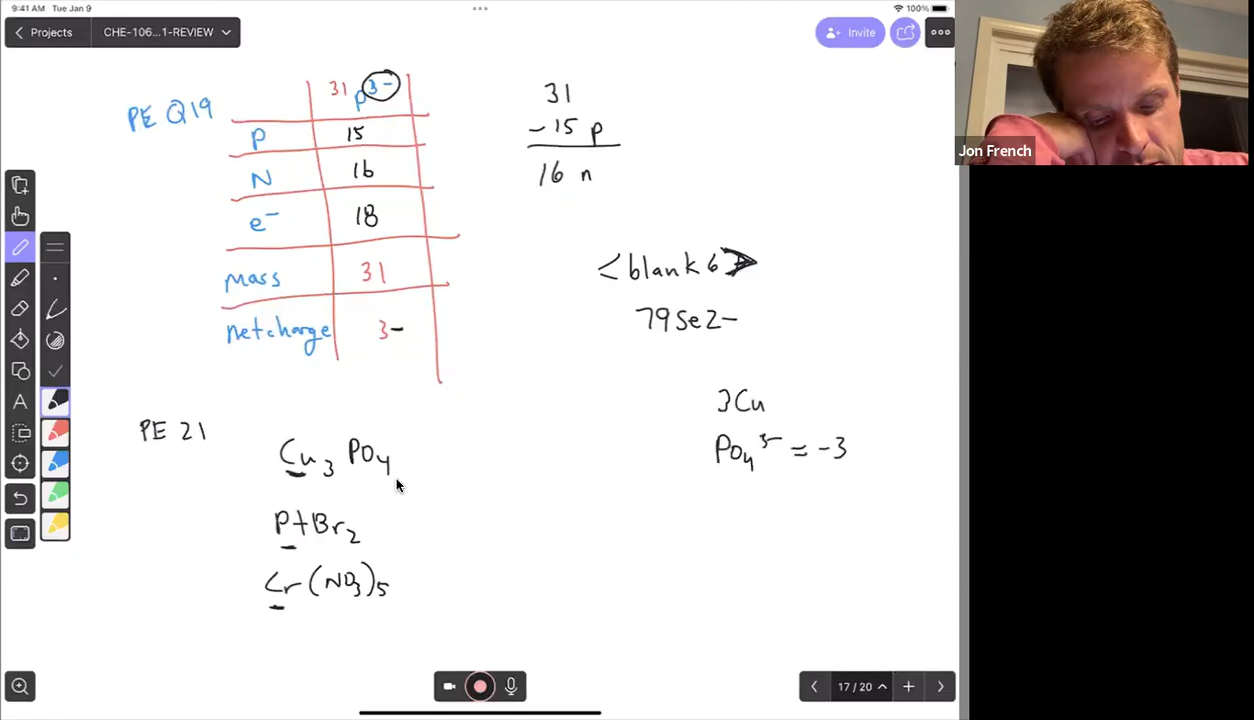 9:41 AM Tue Jan 9
100%
Projects
CHE-106...1-REVIEW
Invite
Jon French
PE Q19
31 P 3-
p 15
N 16
e- 18
mass 31
netcharge 3-
31
-15 p
16 n
<blank 6>
79Se2-
3Cu
PO4 3- = -3
PE 21
Cu3 PO4
PtBr2
Cr(NO3)5
17 / 20